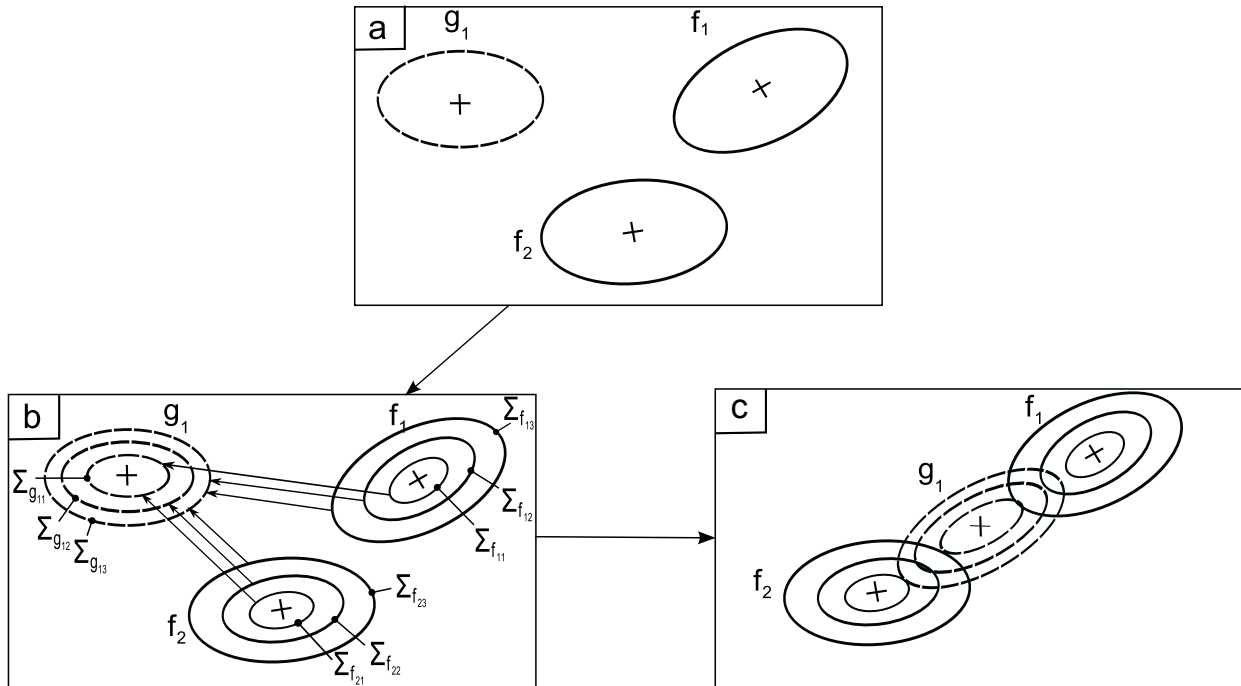 a
g₁
f₁
f₂
b
g₁
f₁
Σf₁₃
Σg₁₁
Σf₁₂
Σg₁₂
Σf₁₁
Σg₁₃
f₂
Σf₂₃
Σf₂₂
Σf₂₁
c
f₁
g₁
f₂